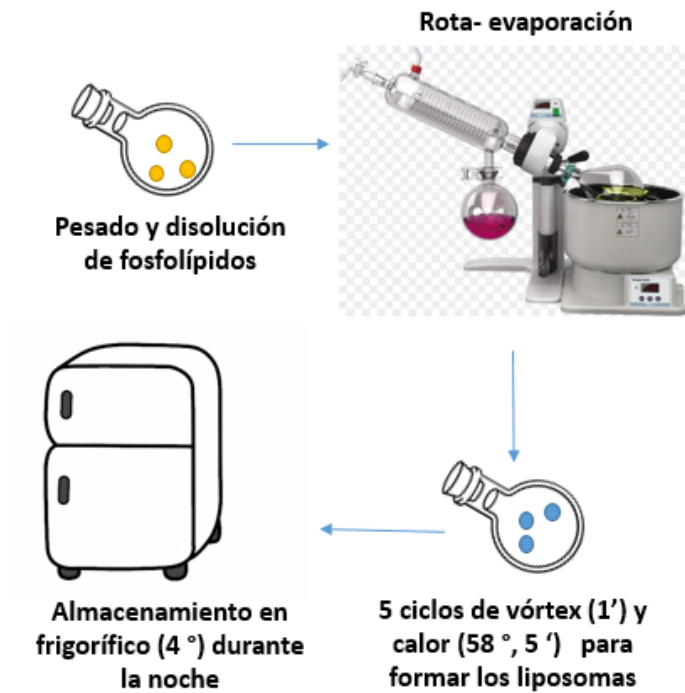 Rota- evaporación
Pesado y disolución
de fosfolípidos
5 ciclos de vórtex (1’) y
calor (58 °, 5 ‘) para
formar los liposomas
Almacenamiento en
frigorífico (4 °) durante
la noche